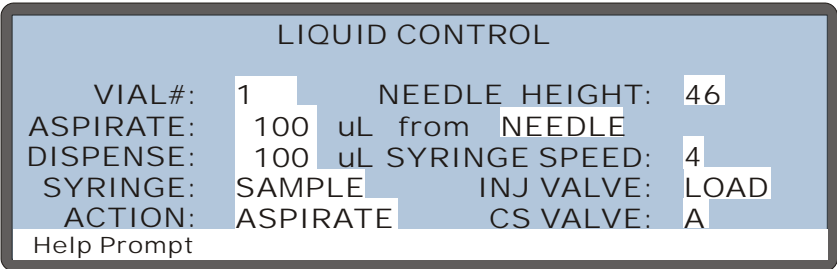 LIQUID CONTROL
VIAL#: 1 NEEDLE HEIGHT: 46
ASPIRATE: 100 uL from NEEDLE
DISPENSE: 100 uL SYRINGE SPEED: 4
SYRINGE: SAMPLE INJ VALVE: LOAD
ACTION: ASPIRATE CS VALVE: A
Help Prompt